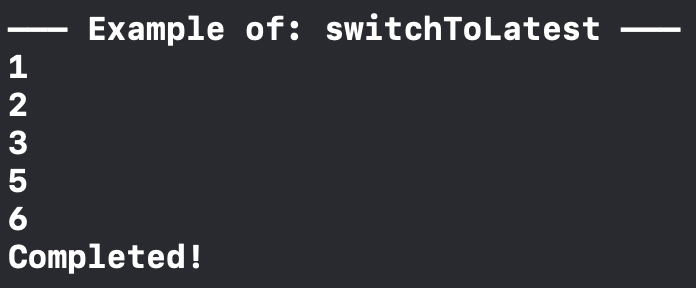 ——— Example of: switchToLatest ———
1
2
3
5
6
Completed!